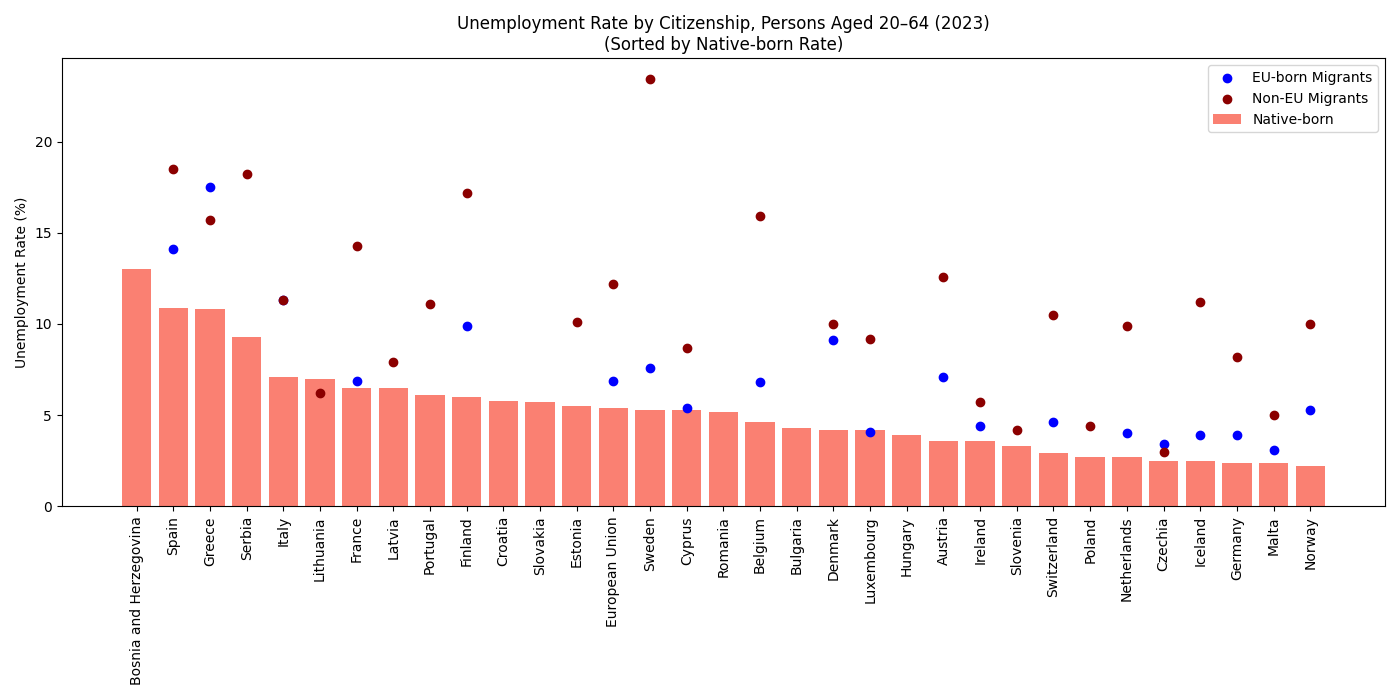 Unemployment Rate by Citizenship, Persons Aged 20–64 (2023)
(Sorted by Native-born Rate)
EU-born Migrants
Non-EU Migrants
Native-born
Unemployment Rate (%)
20
15
10
5
0
Bosnia and Herzegovina
Spain
Greece
Serbia
Italy
Lithuania
France
Latvia
Portugal
Finland
Croatia
Slovakia
Estonia
European Union
Sweden
Cyprus
Romania
Belgium
Bulgaria
Denmark
Luxembourg
Hungary
Austria
Ireland
Slovenia
Switzerland
Poland
Netherlands
Czechia
Iceland
Germany
Malta
Norway